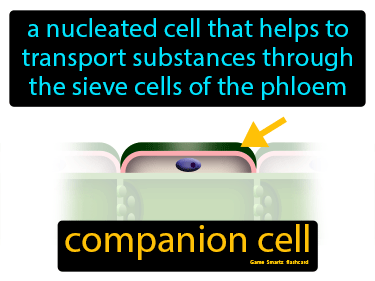 a nucleated cell that helps to
transport substances through
the sieve cells of the phloem
companion cell
Game Smartz flashcard